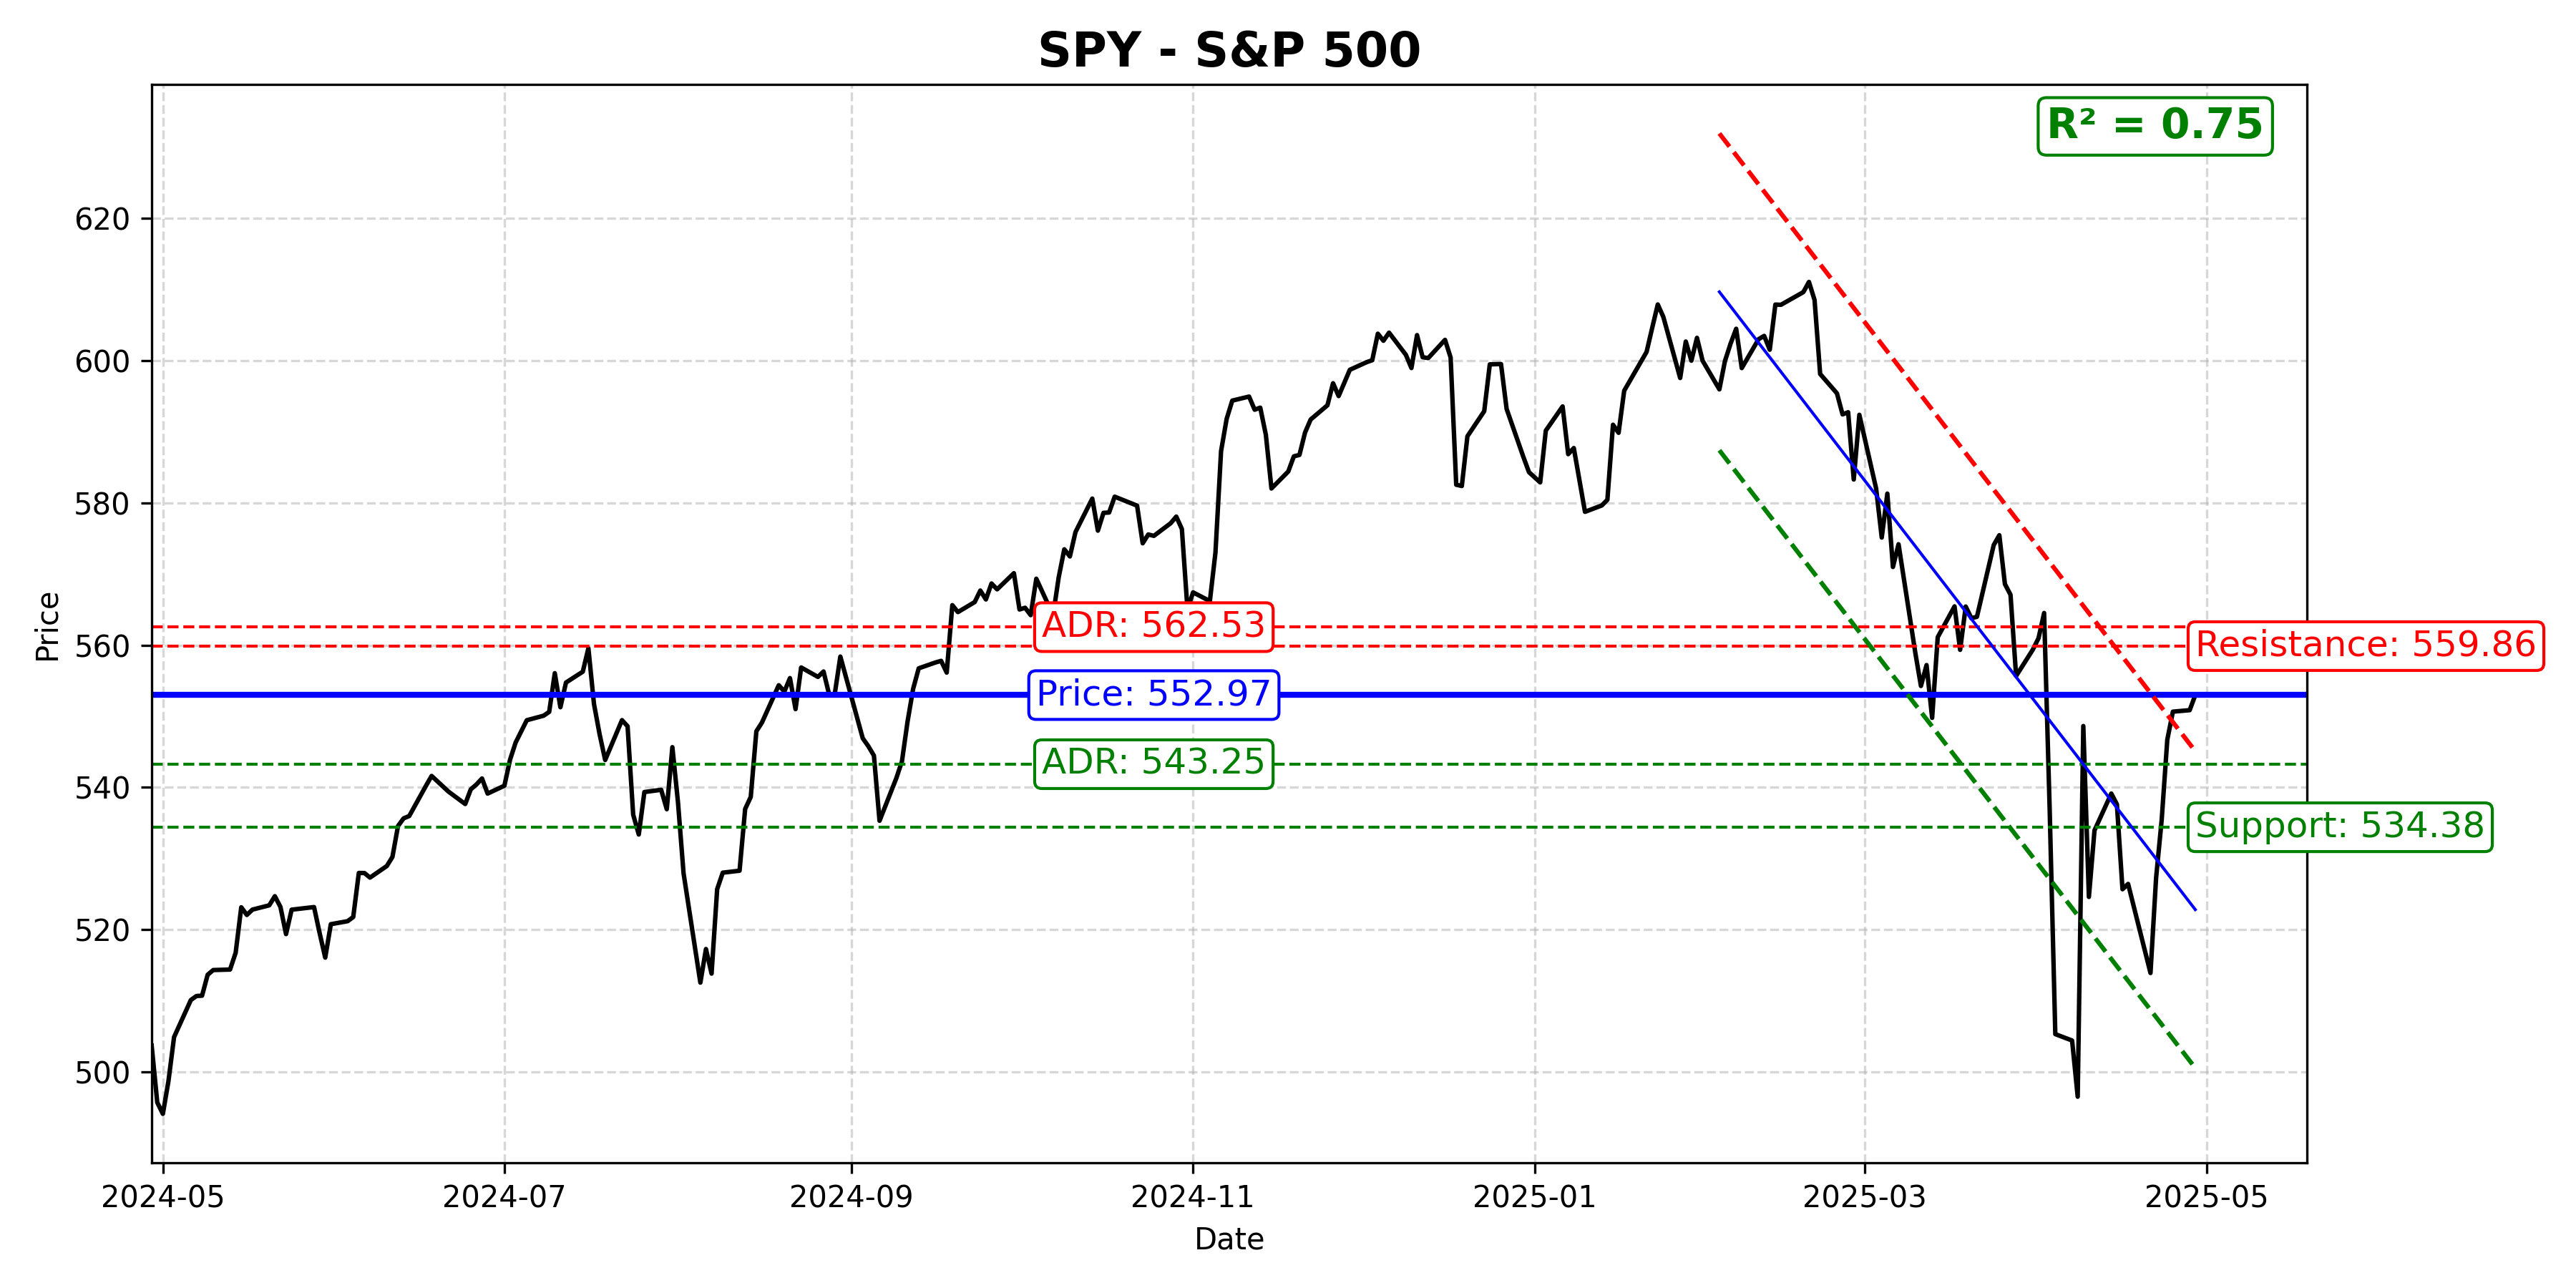 SPY - S&P 500
R² = 0.75
620
600
580
560
540
520
500
Price
ADR: 562.53
Resistance: 559.86
Price: 552.97
ADR: 543.25
Support: 534.38
2024-05
2024-07
2024-09
2024-11
2025-01
2025-03
2025-05
Date